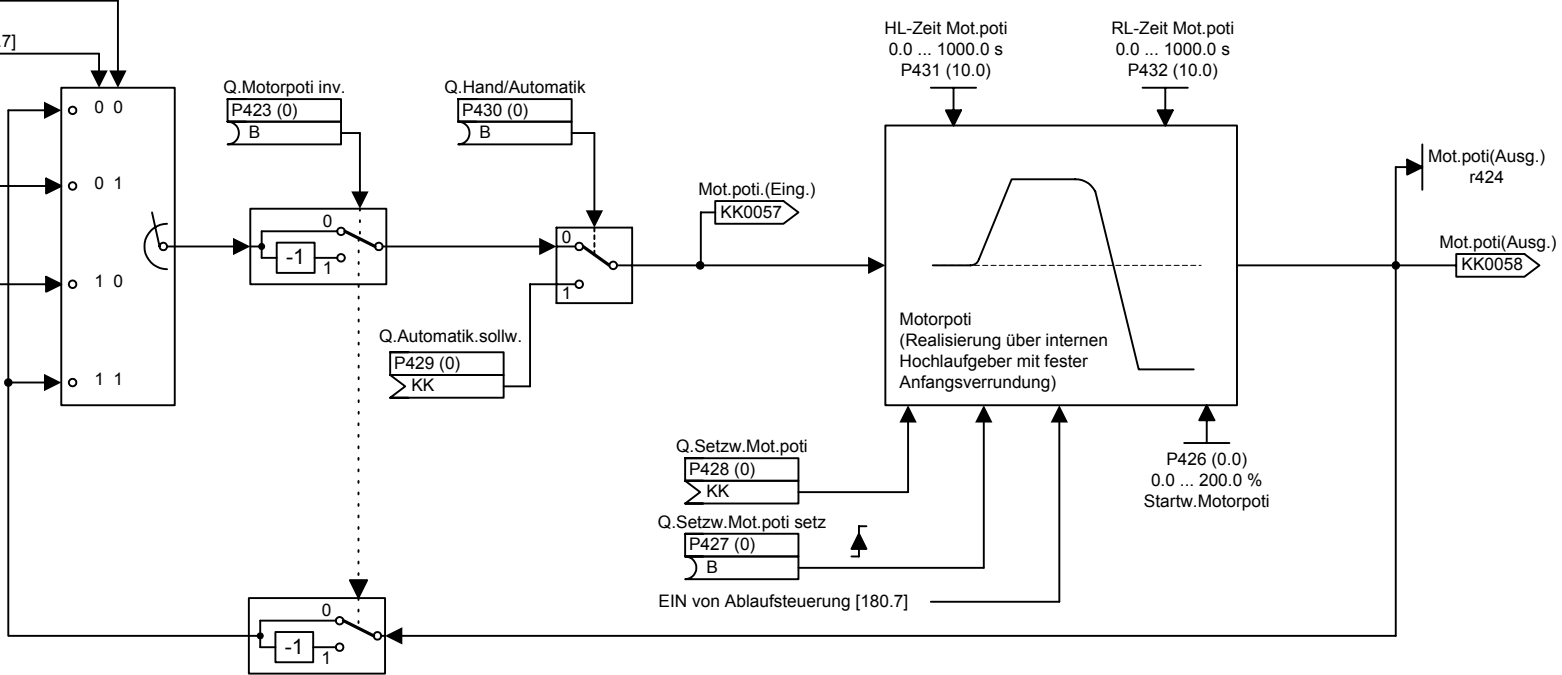 HL-Zeit Mot.poti
0.0 ... 1000.0 s
P431 (10.0)
RL-Zeit Mot.poti
0.0 ... 1000.0 s
P432 (10.0)
.7]
0 0
0 1
1 0
1 1
Q.Motorpoti inv.
P423 (0)
B
0
-1
1
Q.Hand/Automatik
P430 (0)
B
0
1
Mot.poti.(Eing.)
KK0057
Q.Automatik.sollw.
P429 (0)
KK
Motorpoti
(Realisierung über internen
Hochlaufgeber mit fester
Anfangsverrundung)
Mot.poti(Ausg.)
r424
Mot.poti(Ausg.)
KK0058
Q.Setzw.Mot.poti
P428 (0)
KK
Q.Setzw.Mot.poti setz
P427 (0)
B
EIN von Ablaufsteuerung [180.7]
P426 (0.0)
0.0 ... 200.0 %
Startw.Motorpoti
0
-1
1